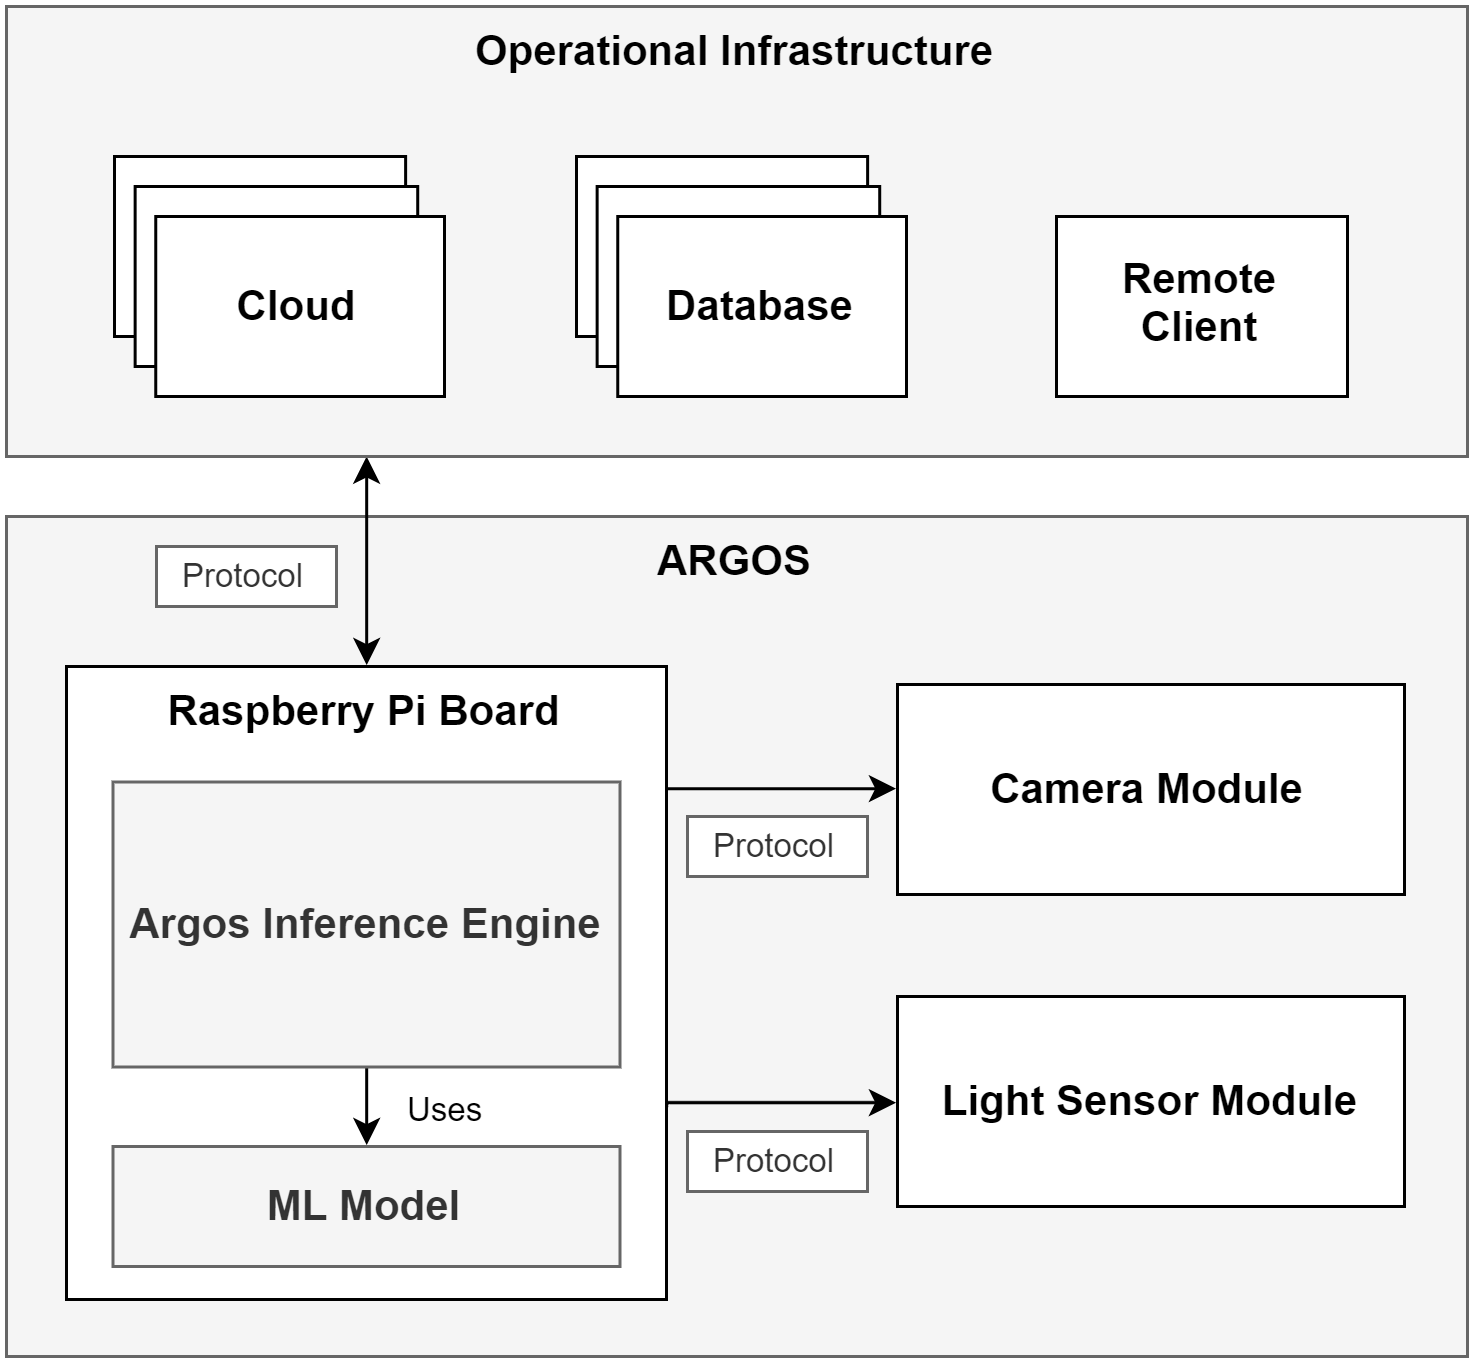 Operational Infrastructure
Cloud
Database
Remote
Client
Protocol
ARGOS
Raspberry Pi Board
Camera Module
Protocol
Argos Inference Engine
Uses
Light Sensor Module
Protocol
ML Model